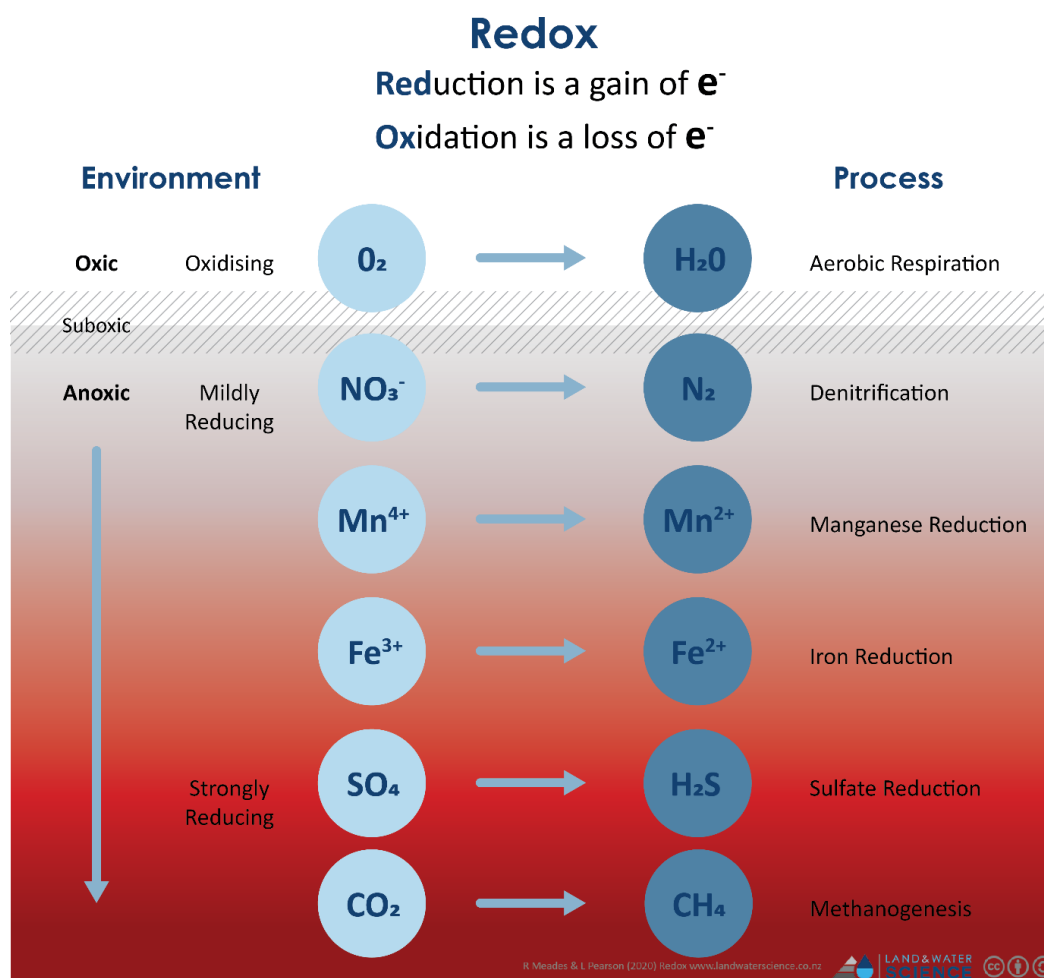 Redox
Reduction is a gain of e⁻
Oxidation is a loss of e⁻
Environment Process
Oxic Oxidising 0₂ H₂0 Aerobic Respiration
Suboxic
Anoxic Mildly Reducing NO₃⁻ N₂ Denitrification
Mn⁴⁺ Mn²⁺ Manganese Reduction
Fe³⁺ Fe²⁺ Iron Reduction
Strongly Reducing SO₄ H₂S Sulfate Reduction
CO₂ CH₄ Methanogenesis
R Meades & L Pearson (2020) Redox www.landwaterscience.co.nz
LAND&WATER
SCIENCE
cc